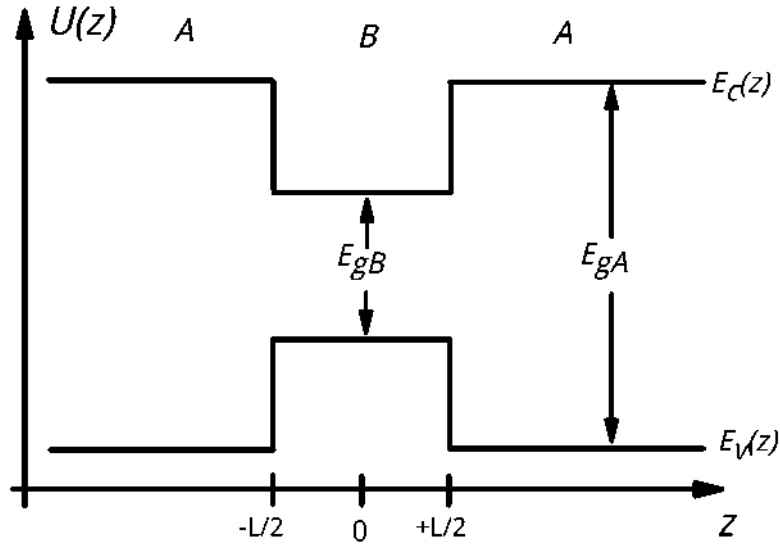 U(z)
A
B
A
E_C(z)
E_gB
E_gA
E_V(z)
-L/2
0
+L/2
z